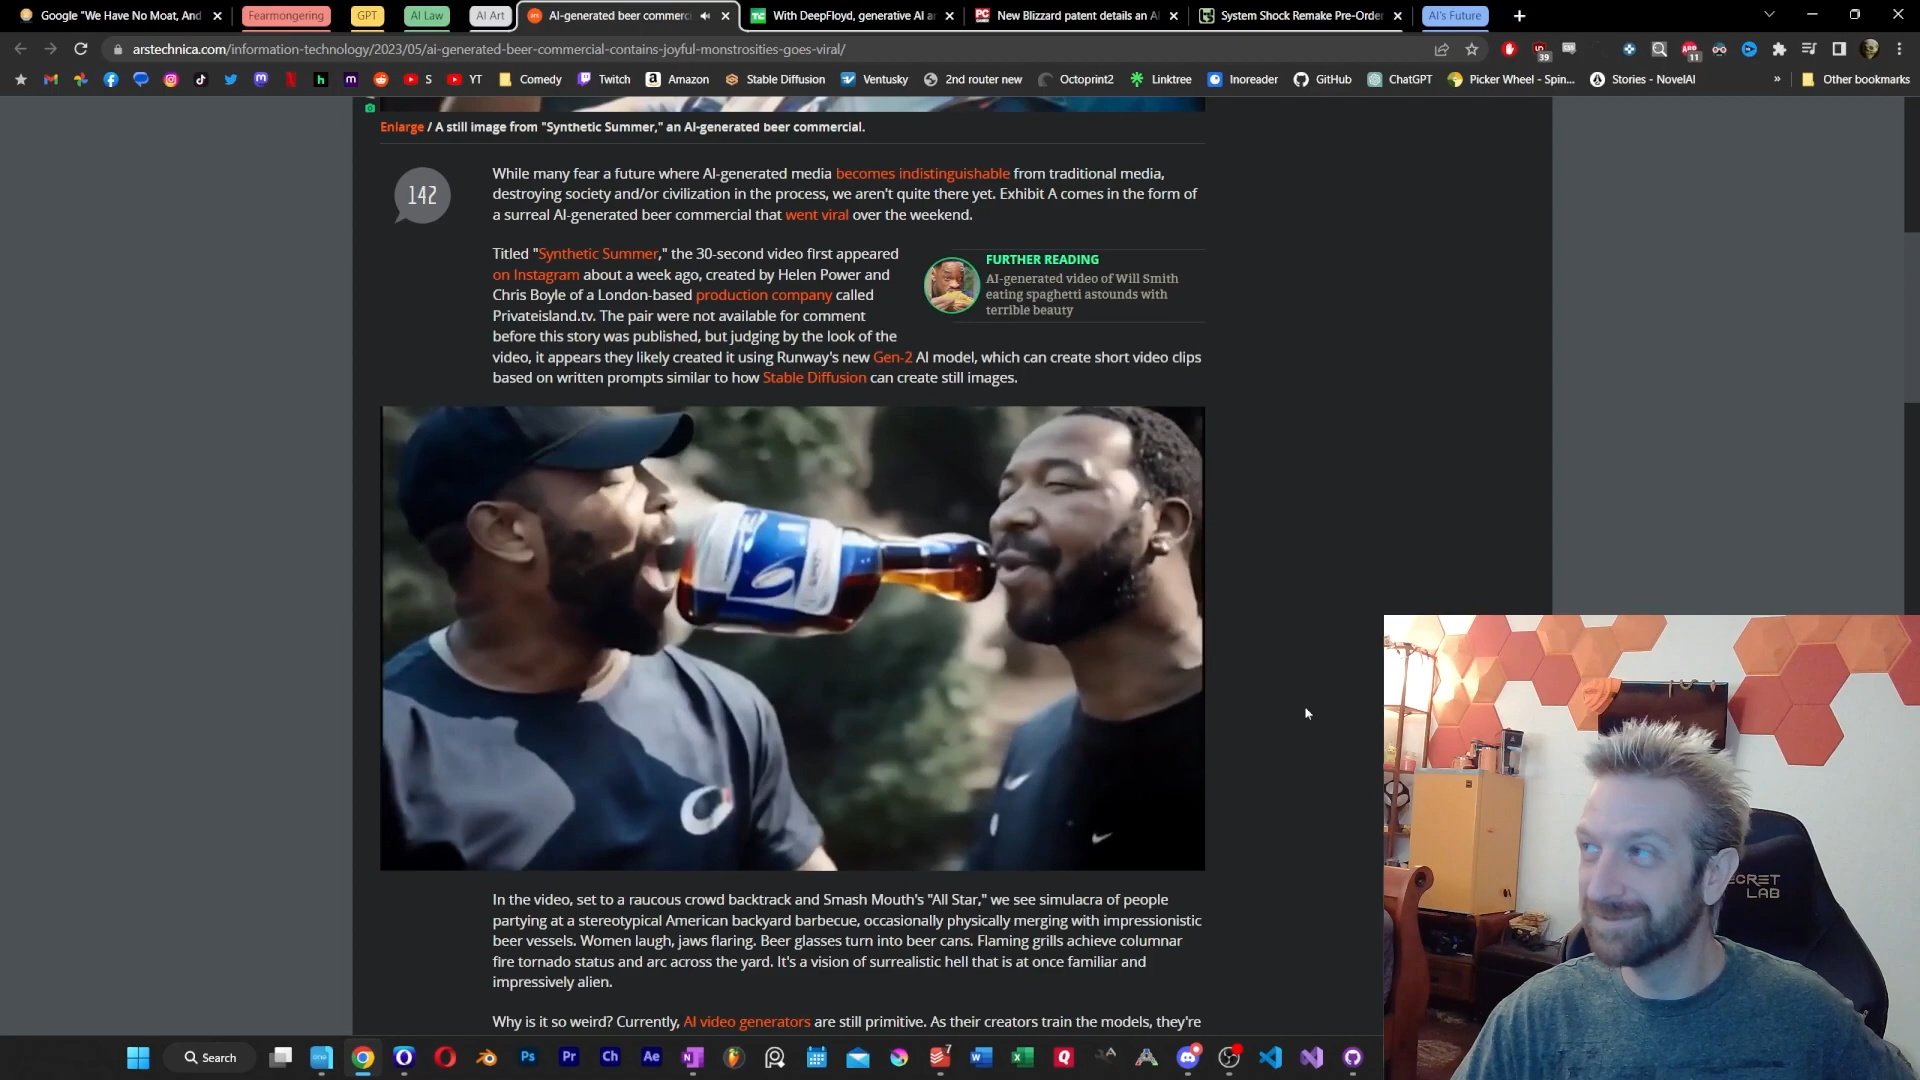 Google "We Have No Moat, And
Fearmongering
GPT
AI Law
AI Art
AI-generated beer commerc
With DeepFloyd, generative AI a
New Blizzard patent details an A
System Shock Remake Pre-Order
AI's Future
arstechnica.com/information-technology/2023/05/ai-generated-beer-commercial-contains-joyful-monstrosities-goes-viral/
39
11
S
YT
Comedy
Twitch
Amazon
Stable Diffusion
Ventusky
2nd router new
Octoprint2
Linktree
Inoreader
GitHub
ChatGPT
Picker Wheel - Spin...
Stories - NovelAI
»
Other bookmarks
Enlarge / A still image from "Synthetic Summer," an AI-generated beer commercial.
142
While many fear a future where AI-generated media becomes indistinguishable from traditional media,
destroying society and/or civilization in the process, we aren't quite there yet. Exhibit A comes in the form of
a surreal AI-generated beer commercial that went viral over the weekend.
Titled "Synthetic Summer," the 30-second video first appeared
on Instagram about a week ago, created by Helen Power and
Chris Boyle of a London-based production company called
Privateisland.tv. The pair were not available for comment
before this story was published, but judging by the look of the
video, it appears they likely created it using Runway's new Gen-2 AI model, which can create short video clips
based on written prompts similar to how Stable Diffusion can create still images.
FURTHER READING
AI-generated video of Will Smith
eating spaghetti astounds with
terrible beauty
In the video, set to a raucous crowd backtrack and Smash Mouth's "All Star," we see simulacra of people
partying at a stereotypical American backyard barbecue, occasionally physically merging with impressionistic
beer vessels. Women laugh, jaws flaring. Beer glasses turn into beer cans. Flaming grills achieve columnar
fire tornado status and arc across the yard. It's a vision of surrealistic hell that is at once familiar and
impressively alien.
Why is it so weird? Currently, AI video generators are still primitive. As their creators train the models, they're
ECRET
LAB
Search
Ps
Pr
Ch
Ae
7